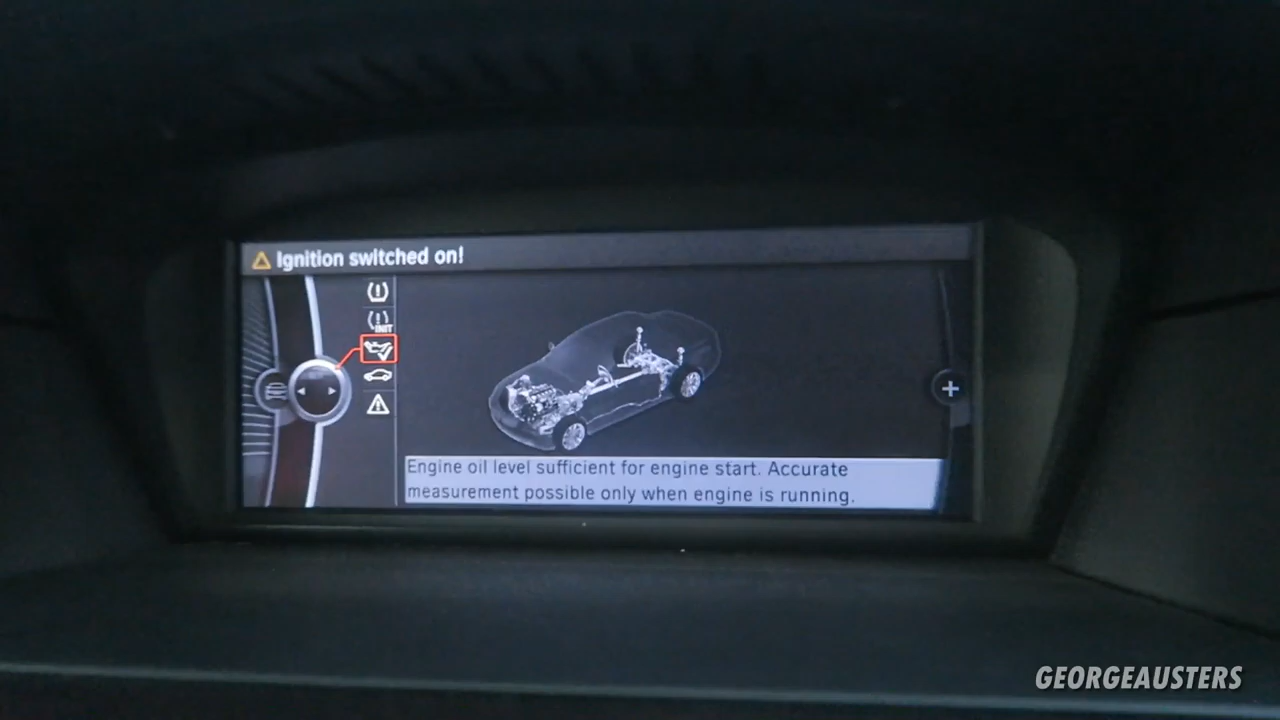 Ignition switched on!
INIT
Engine oil level sufficient for engine start. Accurate
measurement possible only when engine is running.
GEORGEAUSTERS